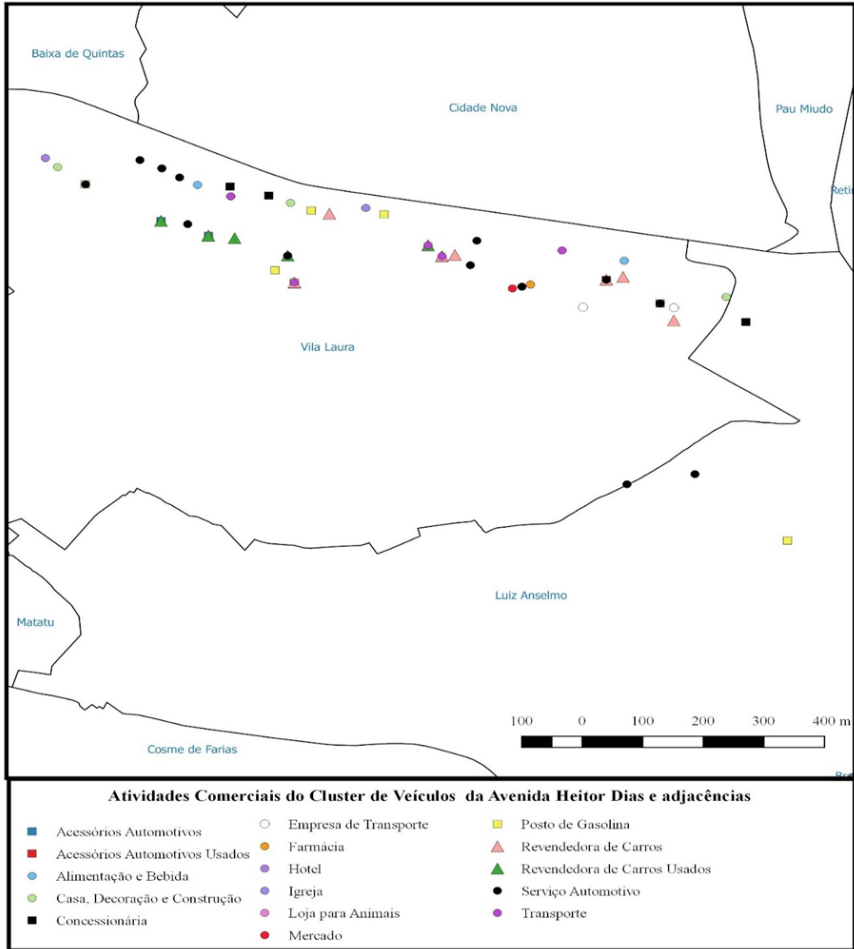 Baixa de Quintas
Cidade Nova
Pau Miudo
Vila Laura
Luiz Anselmo
Matatu
100 0 100 200 300 400 m
Cosme de Farias
Atividades Comerciais do Cluster de Veículos da Avenida Heitor Dias e adjacências
Acessórios Automotivos
Acessórios Automotivos Usados
Alimentação e Bebida
Casa, Decoração e Construção
Concessionária
Empresa de Transporte
Farmácia
Hotel
Igreja
Loja para Animais
Mercado
Posto de Gasolina
Revendedora de Carros
Revendedora de Carros Usados
Serviço Automotivo
Transporte